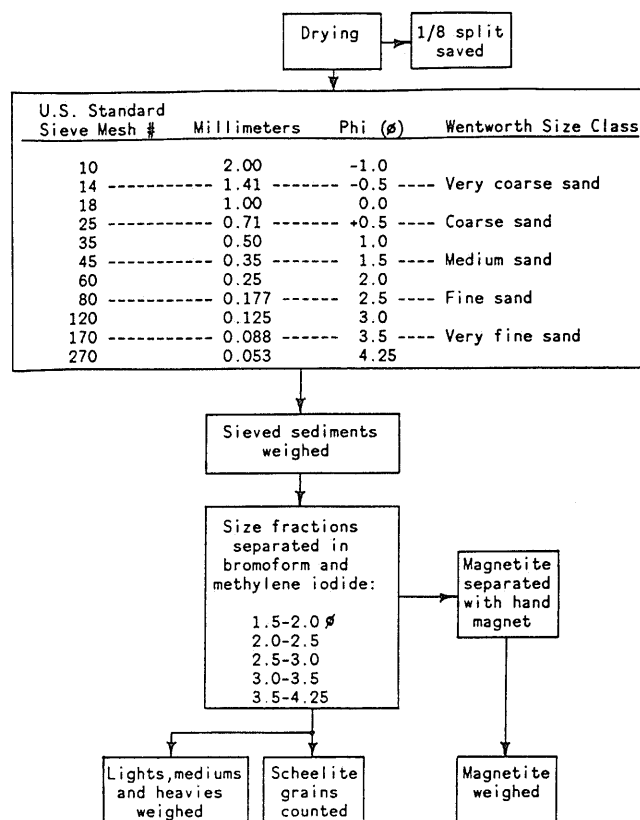 Drying
1/8 split
saved
U.S. Standard
Sieve Mesh # Millimeters Phi (ø) Wentworth Size Class
10 2.00 -1.0
14 ------------ 1.41 ------- -0.5 ---- Very coarse sand
18 1.00 0.0
25 ------------ 0.71 ------- +0.5 ---- Coarse sand
35 0.50 1.0
45 ------------ 0.35 ------- 1.5 ---- Medium sand
60 0.25 2.0
80 ------------ 0.177 ------ 2.5 ---- Fine sand
120 0.125 3.0
170 ----------- 0.088 ------ 3.5 ---- Very fine sand
270 0.053 4.25
Sieved sediments
weighed
Size fractions
separated in
bromoform and
methylene iodide:
1.5-2.0 ø
2.0-2.5
2.5-3.0
3.0-3.5
3.5-4.25
Magnetite
separated
with hand
magnet
Lights,mediums
and heavies
weighed
Scheelite
grains
counted
Magnetite
weighed